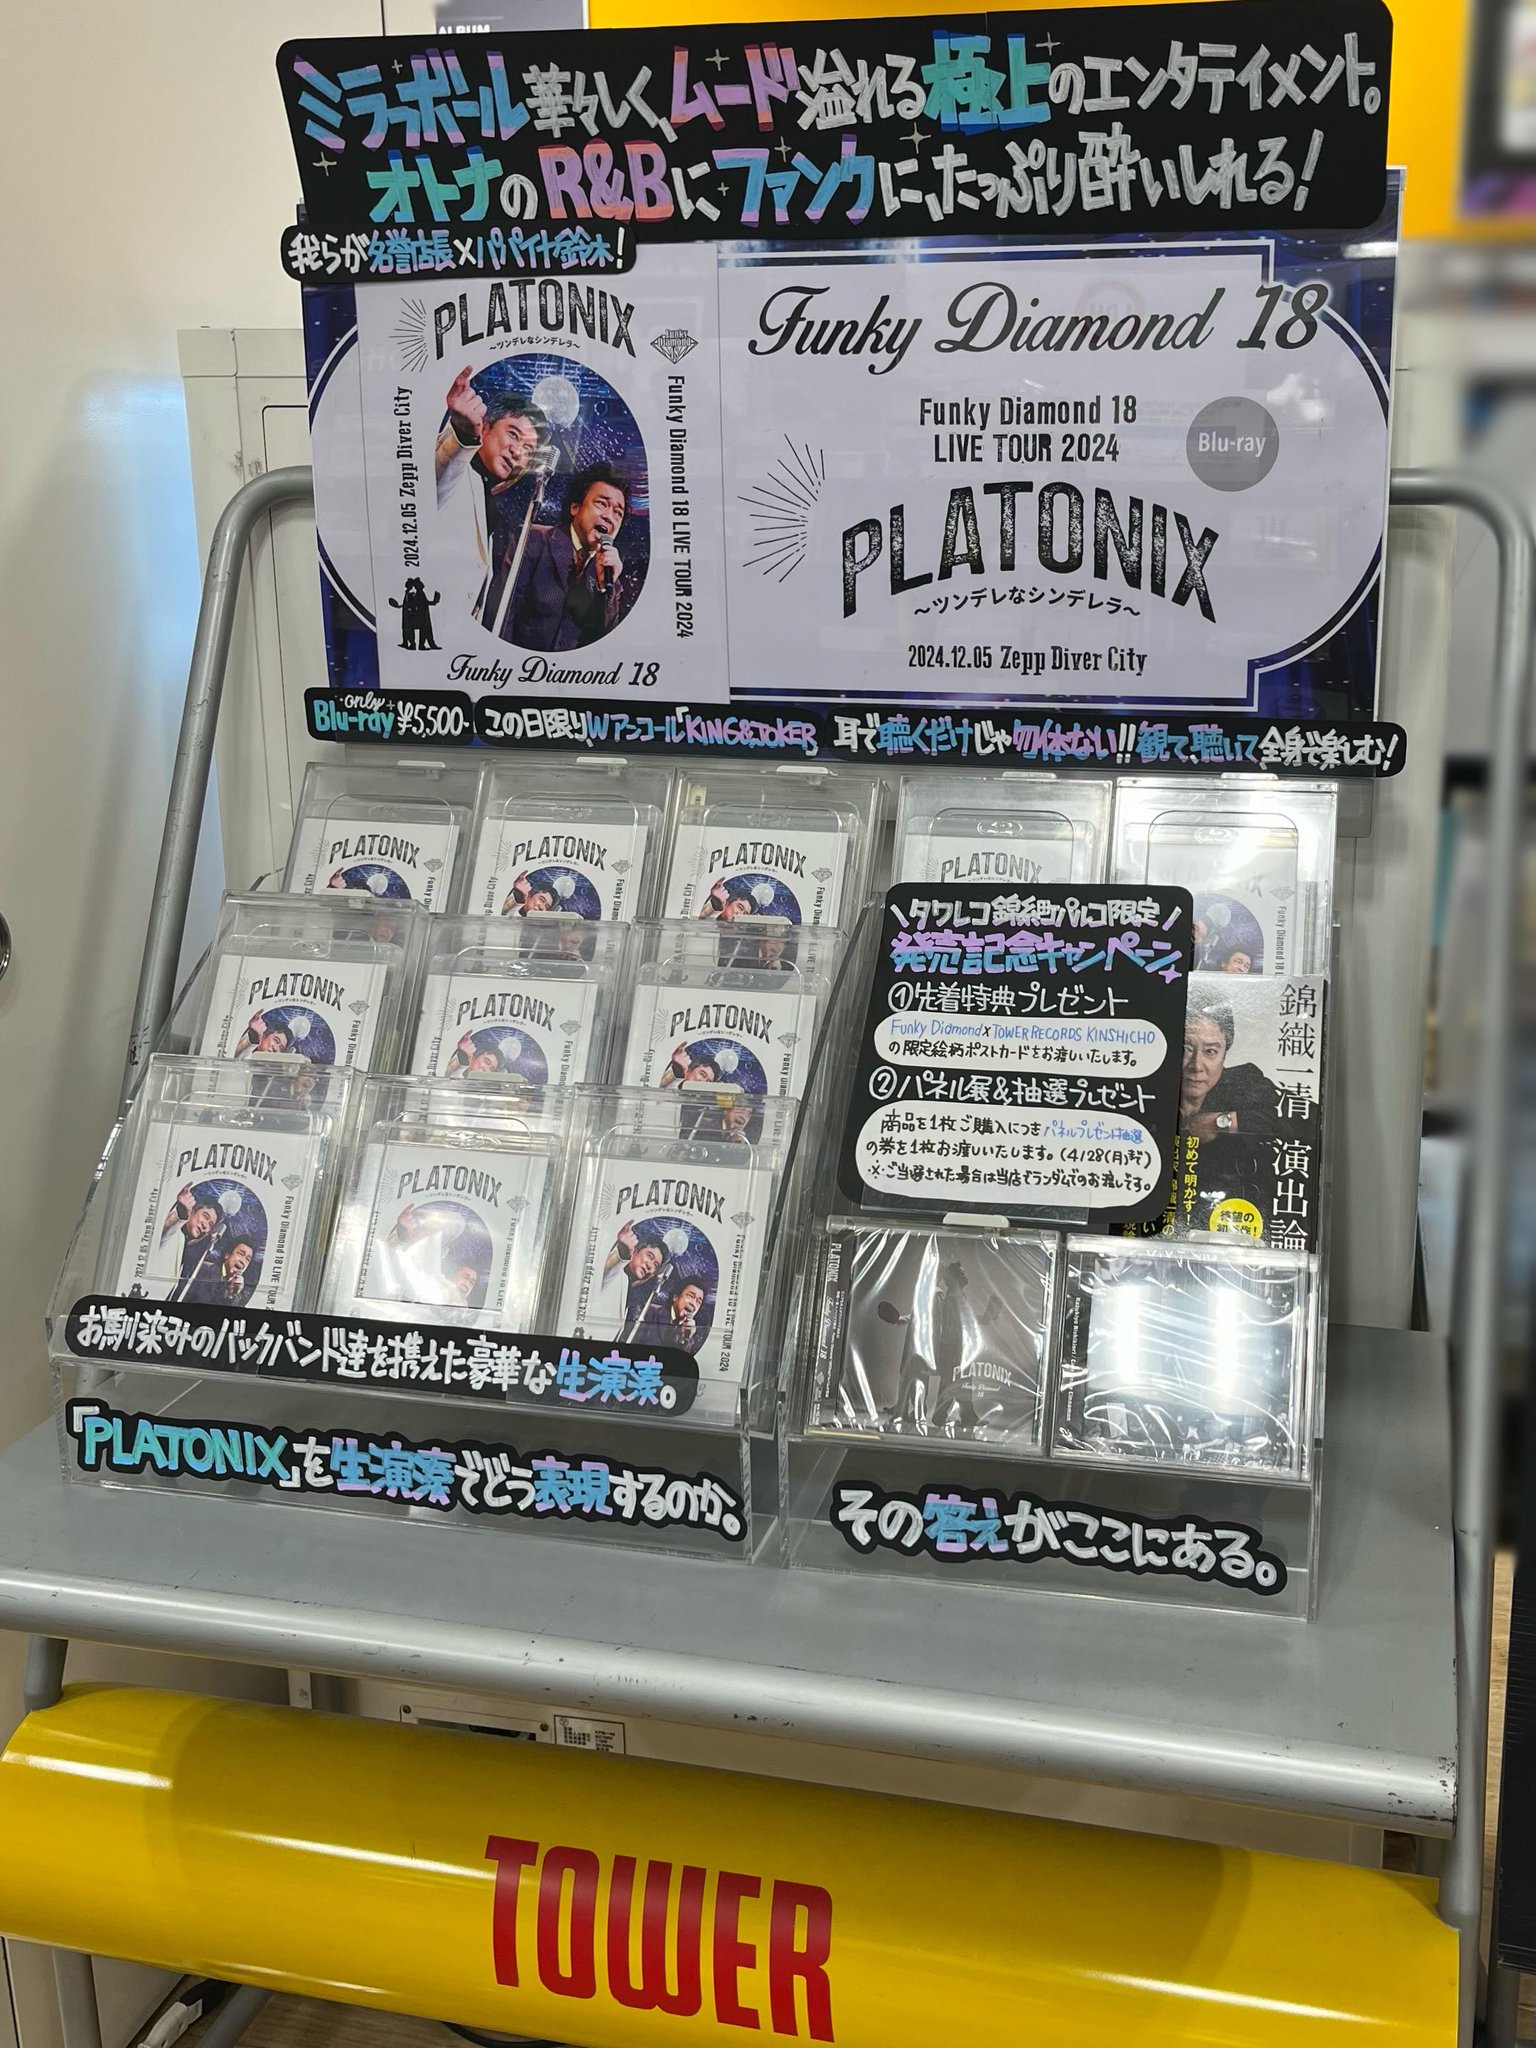 ALBUM
ミラーボール華々しく、ムード溢れる極上のエンタテイメント。
オトナのR&Bにファンクに、たっぷり酔いしれる!
我らが名誉店長×パパイヤ鈴木!
PLATONIX
~ツンデレなシンデレラ~
Funky Diamond
2024.12.05 Zepp Diver City
Funky Diamond 18 LIVE TOUR 2024
Funky Diamond 18
Funky Diamond 18
Funky Diamond 18
LIVE TOUR 2024
Blu-ray
PLATONIX
~ツンデレなシンデレラ~
2024.12.05 Zepp Diver City
only
Blu-ray ¥5,500-
この日限りWアンコール「KING&JOKER」
耳で聴くだけじゃ勿体ない!!観て、聴いて、全身で楽しむ!
PLATONIX
PLATONIX
PLATONIX
PLATONIX
PLATONIX
PLATONIX
PLATONIX
PLATONIX
PLATONIX
PLATONIX
Funky Diamond 18 LIVE TOUR 2024
\タワレコ錦糸町パルコ限定/
発売記念キャンペーン
①先着特典プレゼント
Funky Diamond×TOWER RECORDS KINSHICHO
の限定絵柄ポストカードをお渡しいたします。
②パネル展&抽選プレゼント
商品を1枚ご購入につきパネルプレゼント抽選
の券を1枚お渡しいたします。(4/28(月)迄)
※ご当選された場合は当店でランダムでのお渡しです。
錦織一清 演出論
初めて明かす!
待望の
PLATONIX
Funky Diamond
18
お馴染みのバックバンド達を携えた豪華な生演奏。
「PLATONIX」を生演奏でどう表現するのか。
その答えがここにある。
TOWER